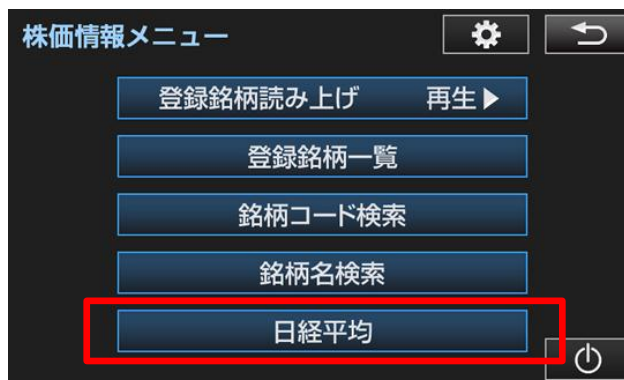 株価情報メニュー
登録銘柄読み上げ 再生▶
登録銘柄一覧
銘柄コード検索
銘柄名検索
日経平均